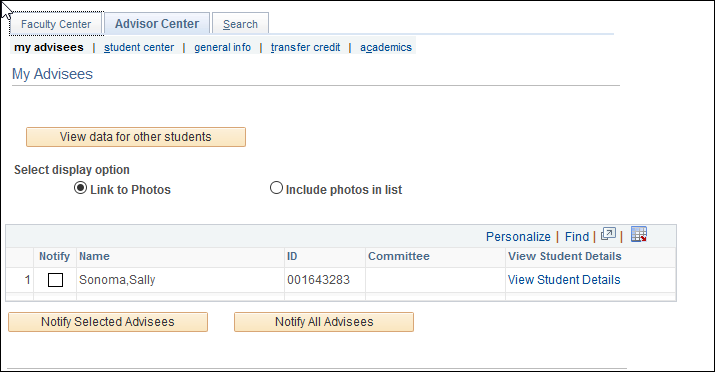 Faculty Center Advisor Center Search
my advisees | student center | general info | transfer credit | academics
My Advisees
View data for other students
Select display option
Link to Photos Include photos in list
Personalize | Find | |
Notify Name ID Committee View Student Details
1 Sonoma,Sally 001643283 View Student Details
Notify Selected Advisees Notify All Advisees